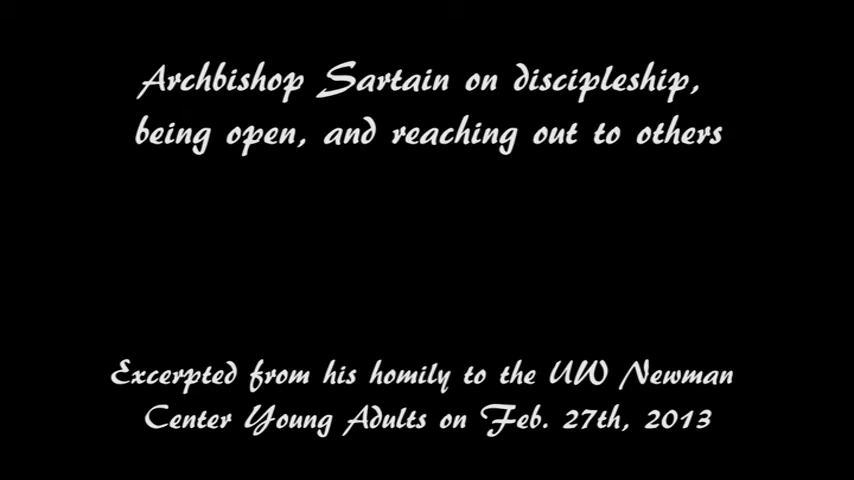 Archbishop Sartain on discipleship,
being open, and reaching out to others
Excerpted from his homily to the UW Newman
Center Young Adults on Feb. 27th, 2013